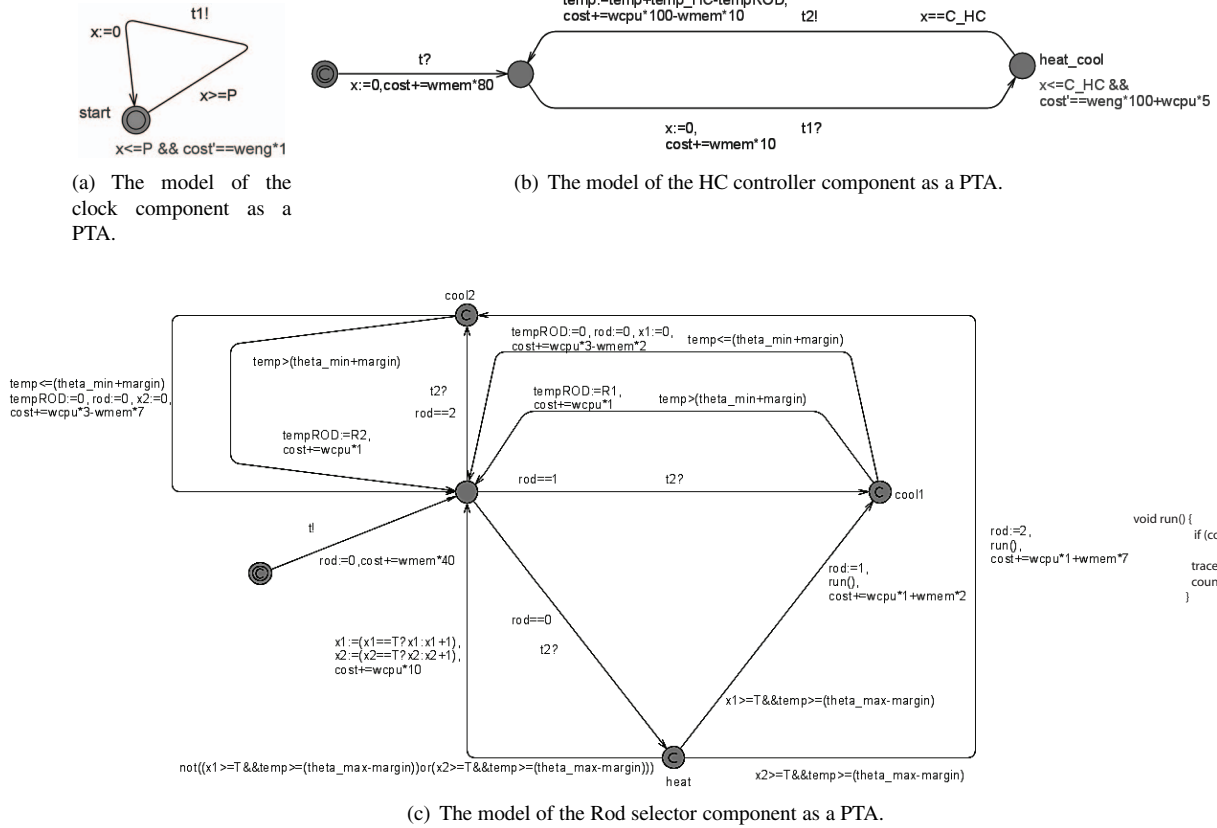 t1!
x:=0
x>=P
start
x<=P && cost'==weng*1
(a) The model of the
clock component as a
PTA.
temp:=temp+temp_HC-tempROD,
cost+=wcpu*100-wmem*10
t2!
x==C_HC
t?
x:=0,cost+=wmem*80
heat_cool
x<=C_HC &&
cost'==weng*100+wcpu*5
x:=0,
cost+=wmem*10
t1?
(b) The model of the HC controller component as a PTA.
cool2
C
temp>(theta_min+margin)
tempROD:=0, rod:=0, x1:=0,
cost+=wcpu*3-wmem*2
temp<=(theta_min+margin)
temp<=(theta_min+margin)
tempROD:=0, rod:=0, x2:=0,
cost+=wcpu*3-wmem*7
t2?
rod==2
tempROD:=R1,
cost+=wcpu*1
temp>(theta_min+margin)
tempROD:=R2,
cost+=wcpu*1
rod==1
t2?
C
cool1
t!
rod:=0,cost+=wmem*40
C
rod:=2,
run(),
cost+=wcpu*1+wmem*7
void run() {
if (co
trace
coun
}
rod:=1,
run(),
cost+=wcpu*1+wmem*2
rod==0
t2?
x1:=(x1==T?x1:x1+1),
x2:=(x2==T?x2:x2+1),
cost+=wcpu*10
x1>=T&&temp>=(theta_max-margin)
C
not((x1>=T&&temp>=(theta_max-margin))or(x2>=T&&temp>=(theta_max-margin)))
heat
x2>=T&&temp>=(theta_max-margin)
(c) The model of the Rod selector component as a PTA.